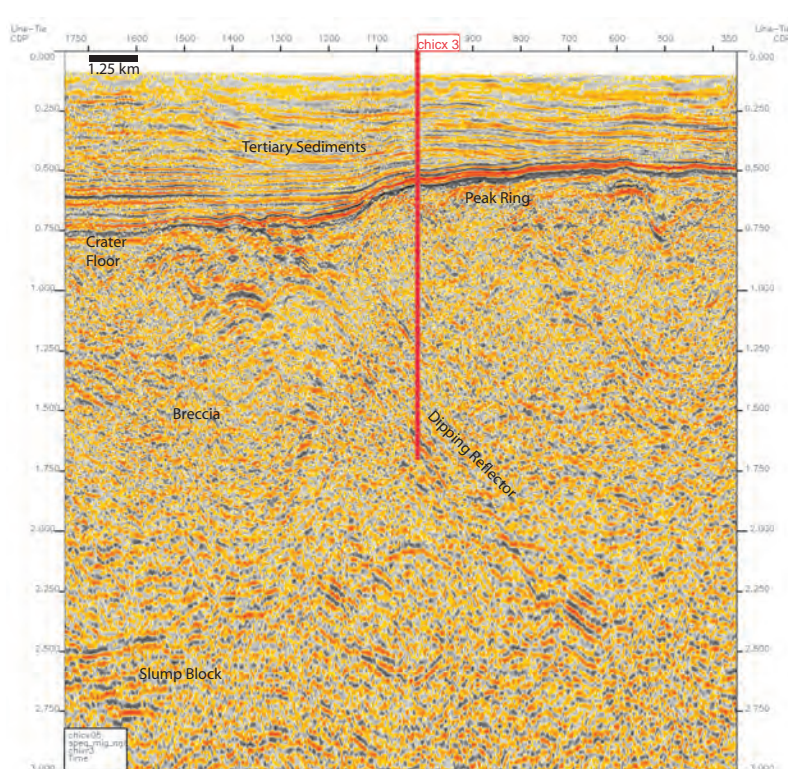 Line-Tie Line-Tie
CDP 1750 1600 1500 1400 1300 1200 1100 900 800 700 600 500 350 CDP
chicx 3
0.000 0.000
1.25 km
0.250 0.250
Tertiary Sediments
0.500 0.500
Peak Ring
0.750 0.750
Crater
Floor
1.000 1.000
1.250 1.250
Breccia
1.500 1.500
Dipping Reflector
1.750 1.750
2.000 2.000
2.250 2.250
2.500 2.500
Slump Block
2.750 2.750
Time
3.000 3.000